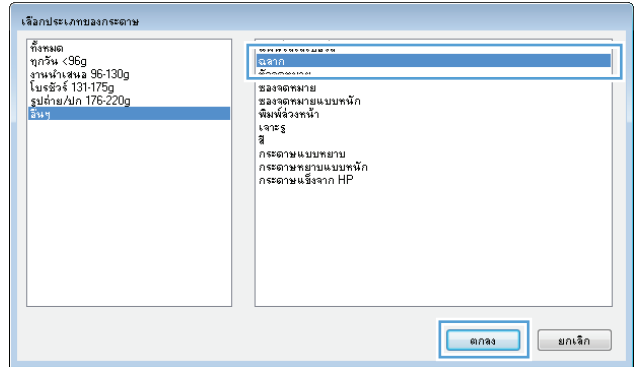 เลือกประเภทของกระดาษ
ทั้งหมด
ทุกวัน <96g
งานนำเสนอ 96-130g
โบรชัวร์ 131-175g
รูปถ่าย/ปก 176-220g
อื่นๆ
ฉลาก
หัวจดหมาย
ซองจดหมาย
ซองจดหมายแบบหนัก
พิมพ์ล่วงหน้า
เจาะรู
สี
กระดาษแบบหยาบ
กระดาษหยาบแบบหนัก
กระดาษแข็งจาก HP
ตกลง
ยกเลิก